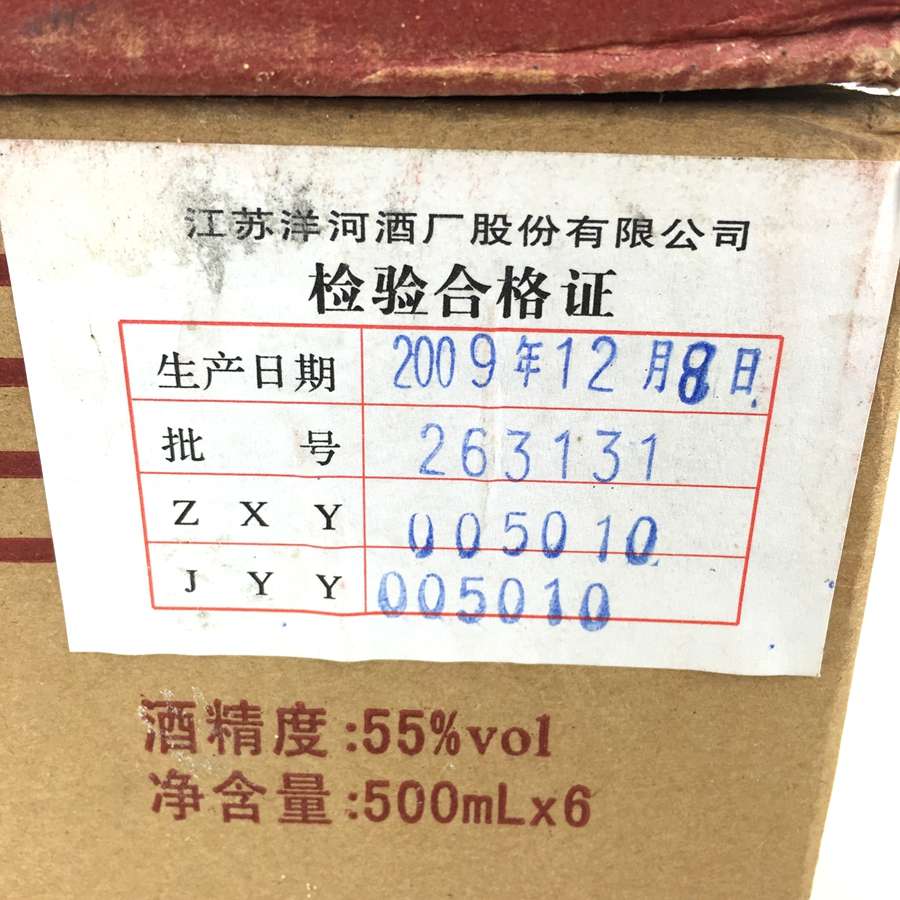 江苏洋河酒厂股份有限公司
检验合格证
生产日期 2009年12月8日
批 号 263131
Z X Y 005010
J Y Y 005010
酒精度:55%vol
净含量:500mLx6